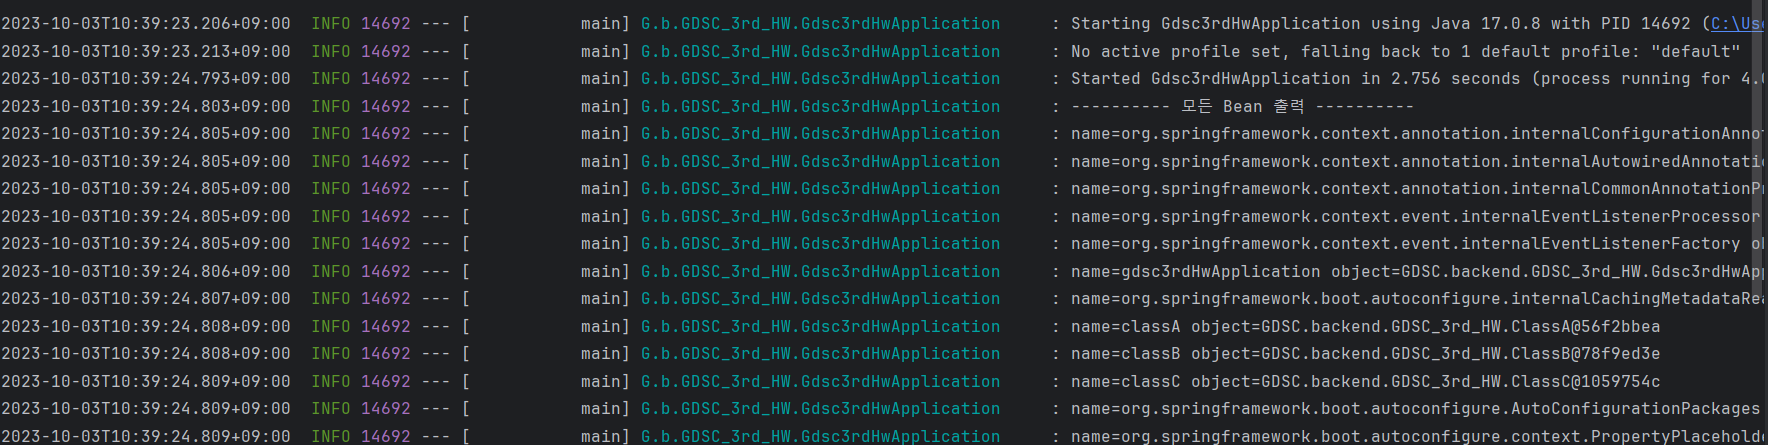 2023-10-03T10:39:23.206+09:00  INFO 14692 --- [           main] G.b.GDSC_3rd_HW.Gdsc3rdHwApplication     : Starting Gdsc3rdHwApplication using Java 17.0.8 with PID 14692 (C:\Use
2023-10-03T10:39:23.213+09:00  INFO 14692 --- [           main] G.b.GDSC_3rd_HW.Gdsc3rdHwApplication     : No active profile set, falling back to 1 default profile: "default"
2023-10-03T10:39:24.793+09:00  INFO 14692 --- [           main] G.b.GDSC_3rd_HW.Gdsc3rdHwApplication     : Started Gdsc3rdHwApplication in 2.756 seconds (process running for 4.0
2023-10-03T10:39:24.803+09:00  INFO 14692 --- [           main] G.b.GDSC_3rd_HW.Gdsc3rdHwApplication     : ---------- 모든 Bean 출력 ----------
2023-10-03T10:39:24.805+09:00  INFO 14692 --- [           main] G.b.GDSC_3rd_HW.Gdsc3rdHwApplication     : name=org.springframework.context.annotation.internalConfigurationAnnot
2023-10-03T10:39:24.805+09:00  INFO 14692 --- [           main] G.b.GDSC_3rd_HW.Gdsc3rdHwApplication     : name=org.springframework.context.annotation.internalAutowiredAnnotatio
2023-10-03T10:39:24.805+09:00  INFO 14692 --- [           main] G.b.GDSC_3rd_HW.Gdsc3rdHwApplication     : name=org.springframework.context.annotation.internalCommonAnnotationPr
2023-10-03T10:39:24.805+09:00  INFO 14692 --- [           main] G.b.GDSC_3rd_HW.Gdsc3rdHwApplication     : name=org.springframework.context.event.internalEventListenerProcessor
2023-10-03T10:39:24.805+09:00  INFO 14692 --- [           main] G.b.GDSC_3rd_HW.Gdsc3rdHwApplication     : name=org.springframework.context.event.internalEventListenerFactory ob
2023-10-03T10:39:24.806+09:00  INFO 14692 --- [           main] G.b.GDSC_3rd_HW.Gdsc3rdHwApplication     : name=gdsc3rdHwApplication object=GDSC.backend.GDSC_3rd_HW.Gdsc3rdHwApp
2023-10-03T10:39:24.807+09:00  INFO 14692 --- [           main] G.b.GDSC_3rd_HW.Gdsc3rdHwApplication     : name=org.springframework.boot.autoconfigure.internalCachingMetadataRea
2023-10-03T10:39:24.808+09:00  INFO 14692 --- [           main] G.b.GDSC_3rd_HW.Gdsc3rdHwApplication     : name=classA object=GDSC.backend.GDSC_3rd_HW.ClassA@56f2bbea
2023-10-03T10:39:24.808+09:00  INFO 14692 --- [           main] G.b.GDSC_3rd_HW.Gdsc3rdHwApplication     : name=classB object=GDSC.backend.GDSC_3rd_HW.ClassB@78f9ed3e
2023-10-03T10:39:24.809+09:00  INFO 14692 --- [           main] G.b.GDSC_3rd_HW.Gdsc3rdHwApplication     : name=classC object=GDSC.backend.GDSC_3rd_HW.ClassC@1059754c
2023-10-03T10:39:24.809+09:00  INFO 14692 --- [           main] G.b.GDSC_3rd_HW.Gdsc3rdHwApplication     : name=org.springframework.boot.autoconfigure.AutoConfigurationPackages
2023-10-03T10:39:24.809+09:00  INFO 14692 --- [           main] G.b.GDSC_3rd_HW.Gdsc3rdHwApplication     : name=org.springframework.boot.autoconfigure.context.PropertyPlaceholde